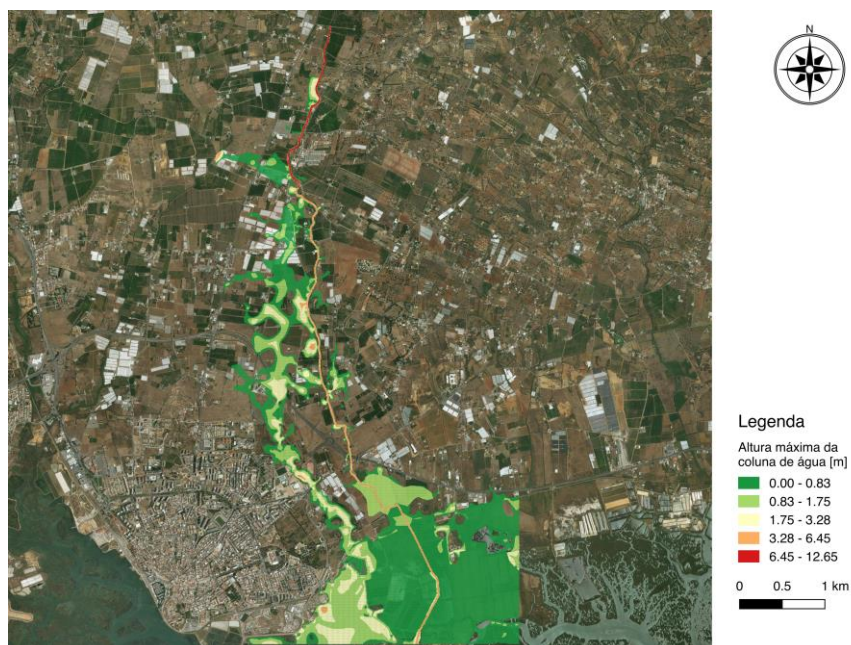 N
Legenda
Altura máxima da
coluna de água [m]
0.00 - 0.83
0.83 - 1.75
1.75 - 3.28
3.28 - 6.45
6.45 - 12.65
0 0.5 1 km